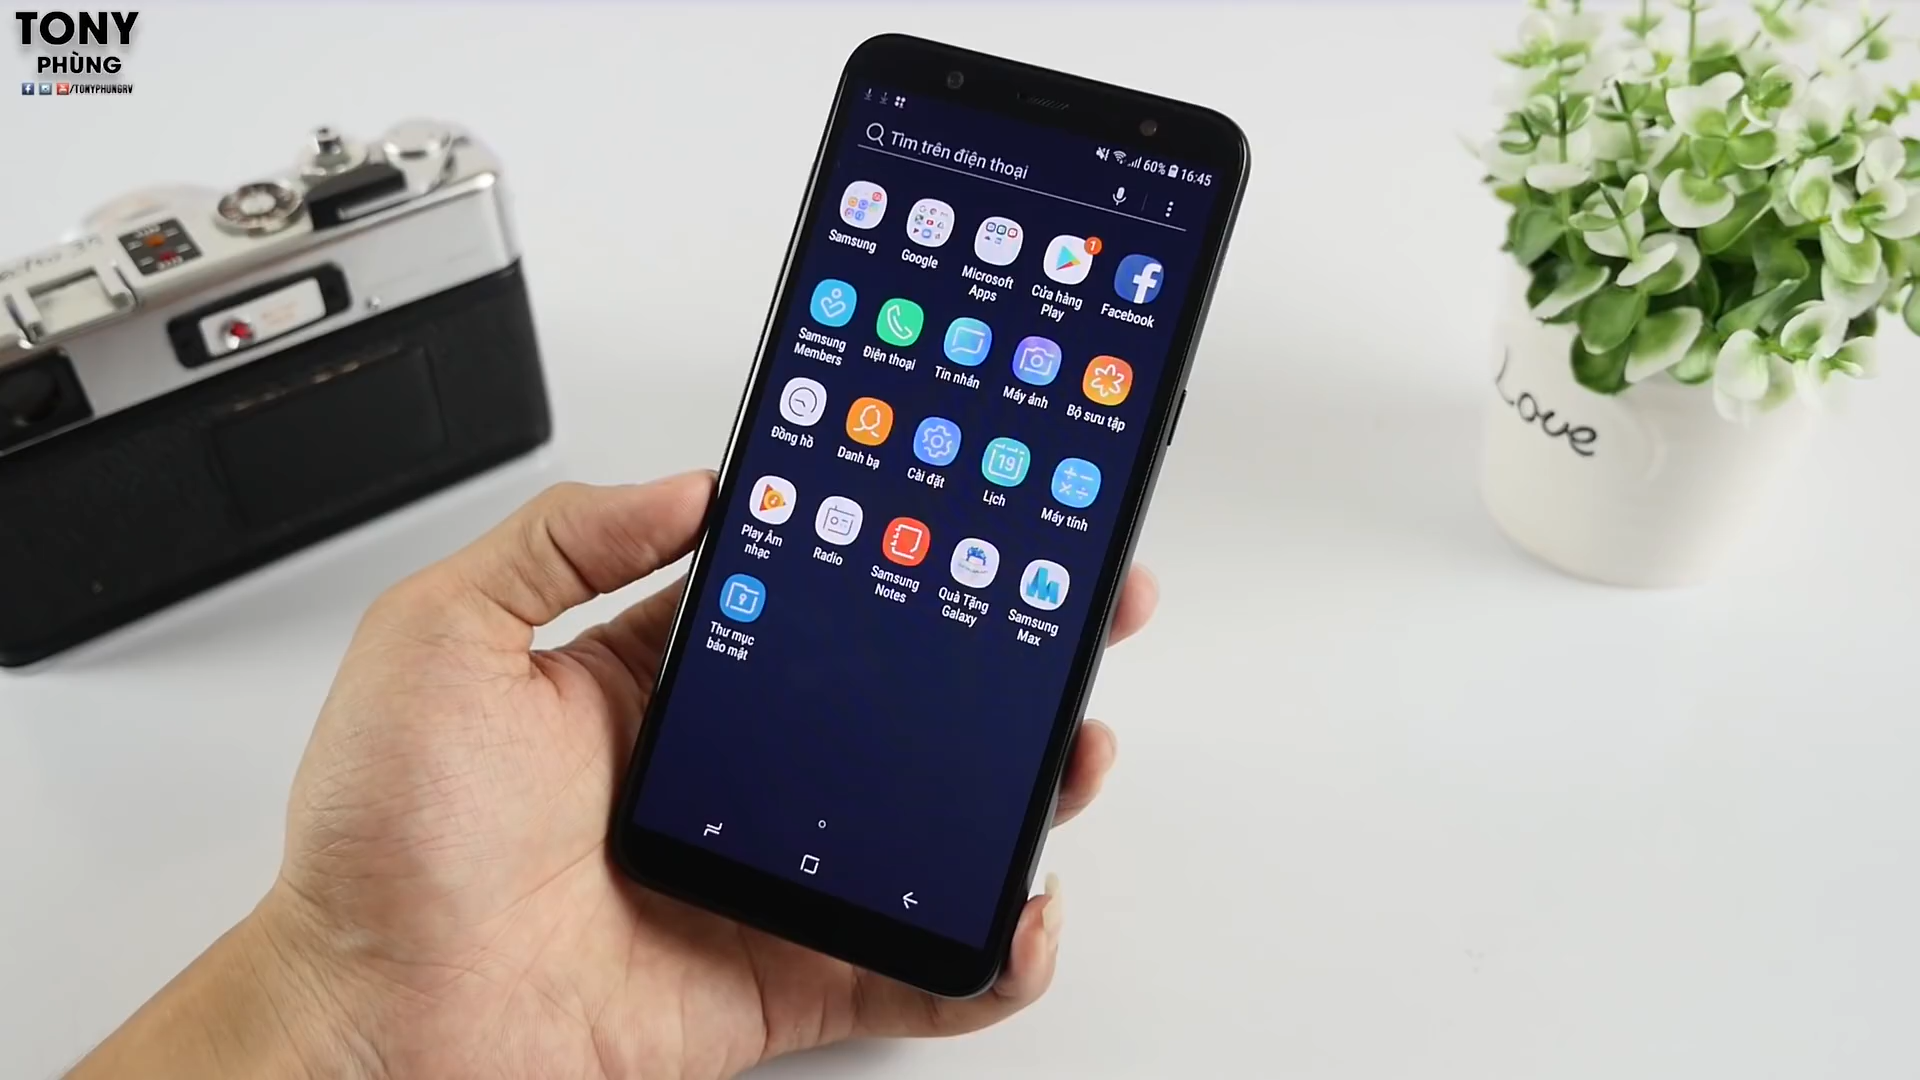 TONY
PHÙNG
/TONYPHUNGRV
60% 16:45
Tìm trên điện thoại
Samsung
Google
Microsoft
Apps
1
Cửa hàng
Play
Facebook
Samsung
Members
Điện thoại
Tin nhắn
Máy ảnh
Bộ sưu tập
Đồng hồ
Danh bạ
Cài đặt
19
Lịch
Máy tính
Play Âm
nhạc
Radio
Samsung
Notes
Quà Tặng
Galaxy
Samsung
Max
Thư mục
bảo mật
Love